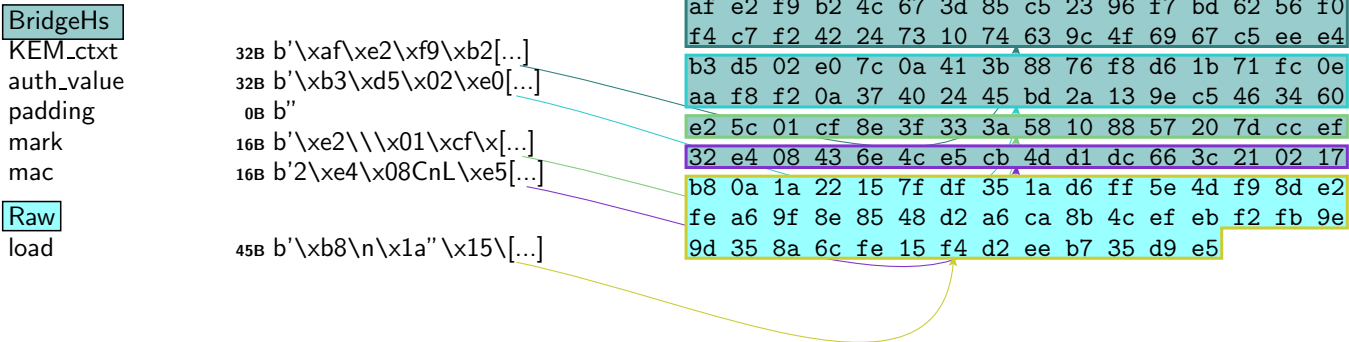 BridgeHs
KEM_ctxt 32B b'\xaf\xe2\xf9\xb2[...]
auth_value 32B b'\xb3\xd5\x02\xe0[...]
padding 0B b''
mark 16B b'\xe2\\\x01\xcf\x[...]
mac 16B b'2\xe4\x08CnL\xe5[...]
Raw
load 45B b'\xb8\n\x1a"\x15\[...]
af e2 f9 b2 4c 67 3d 85 c5 23 96 f7 bd 62 56 f0
f4 c7 f2 42 24 73 10 74 63 9c 4f 69 67 c5 ee e4
b3 d5 02 e0 7c 0a 41 3b 88 76 f8 d6 1b 71 fc 0e
aa f8 f2 0a 37 40 24 45 bd 2a 13 9e c5 46 34 60
e2 5c 01 cf 8e 3f 33 3a 58 10 88 57 20 7d cc ef
32 e4 08 43 6e 4c e5 cb 4d d1 dc 66 3c 21 02 17
b8 0a 1a 22 15 7f df 35 1a d6 ff 5e 4d f9 8d e2
fe a6 9f 8e 85 48 d2 a6 ca 8b 4c ef eb f2 fb 9e
9d 35 8a 6c fe 15 f4 d2 ee b7 35 d9 e5